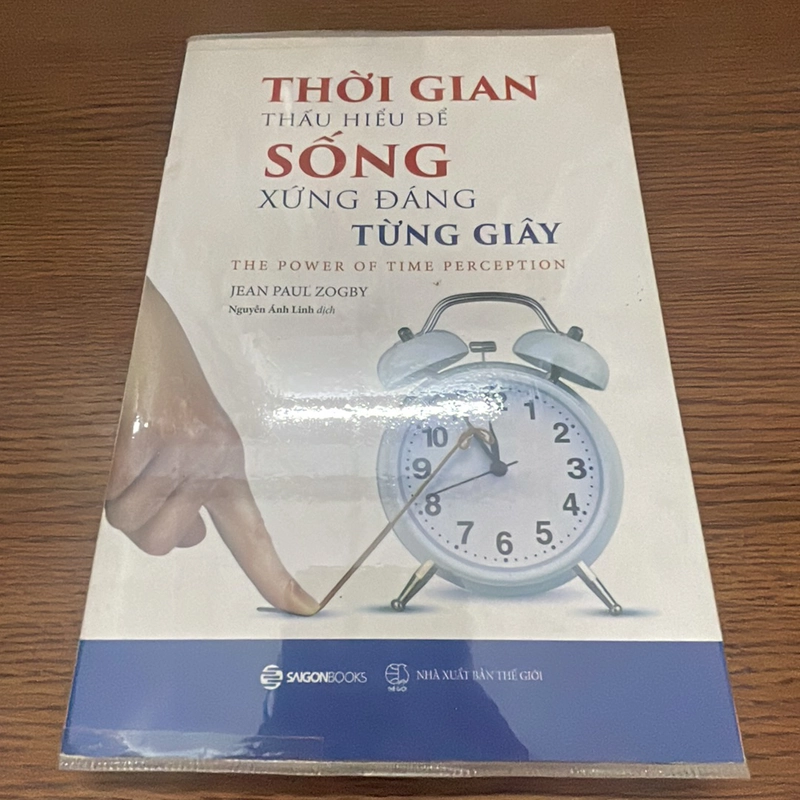 THỜI GIAN
THẤU HIỂU ĐỂ
SỐNG
XỨNG ĐÁNG
TỪNG GIÂY
THE POWER OF TIME PERCEPTION
JEAN PAUL ZOGBY
Nguyễn Ánh Linh dịch
1
2
3
4
5
6
7
8
9
10
SAIGONBOOKS
THẾ GIỚI
NHÀ XUẤT BẢN THẾ GIỚI